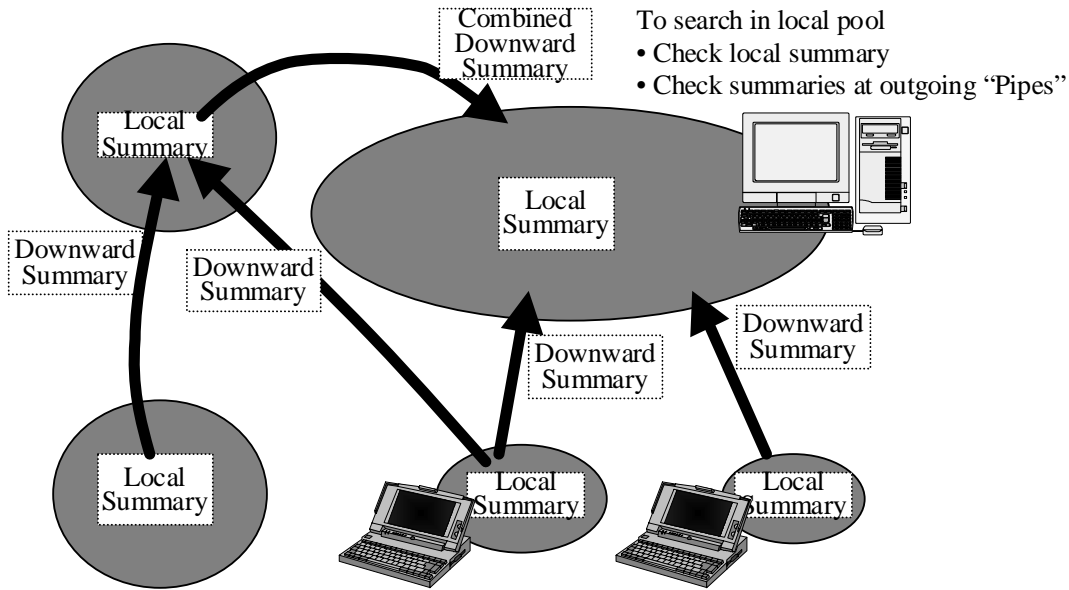 Combined
Downward
Summary
To search in local pool
• Check local summary
• Check summaries at outgoing “Pipes”
Local
Summary
Local
Summary
Downward
Summary
Downward
Summary
Downward
Summary
Downward
Summary
Local
Summary
Local
Summary
Local
Summary